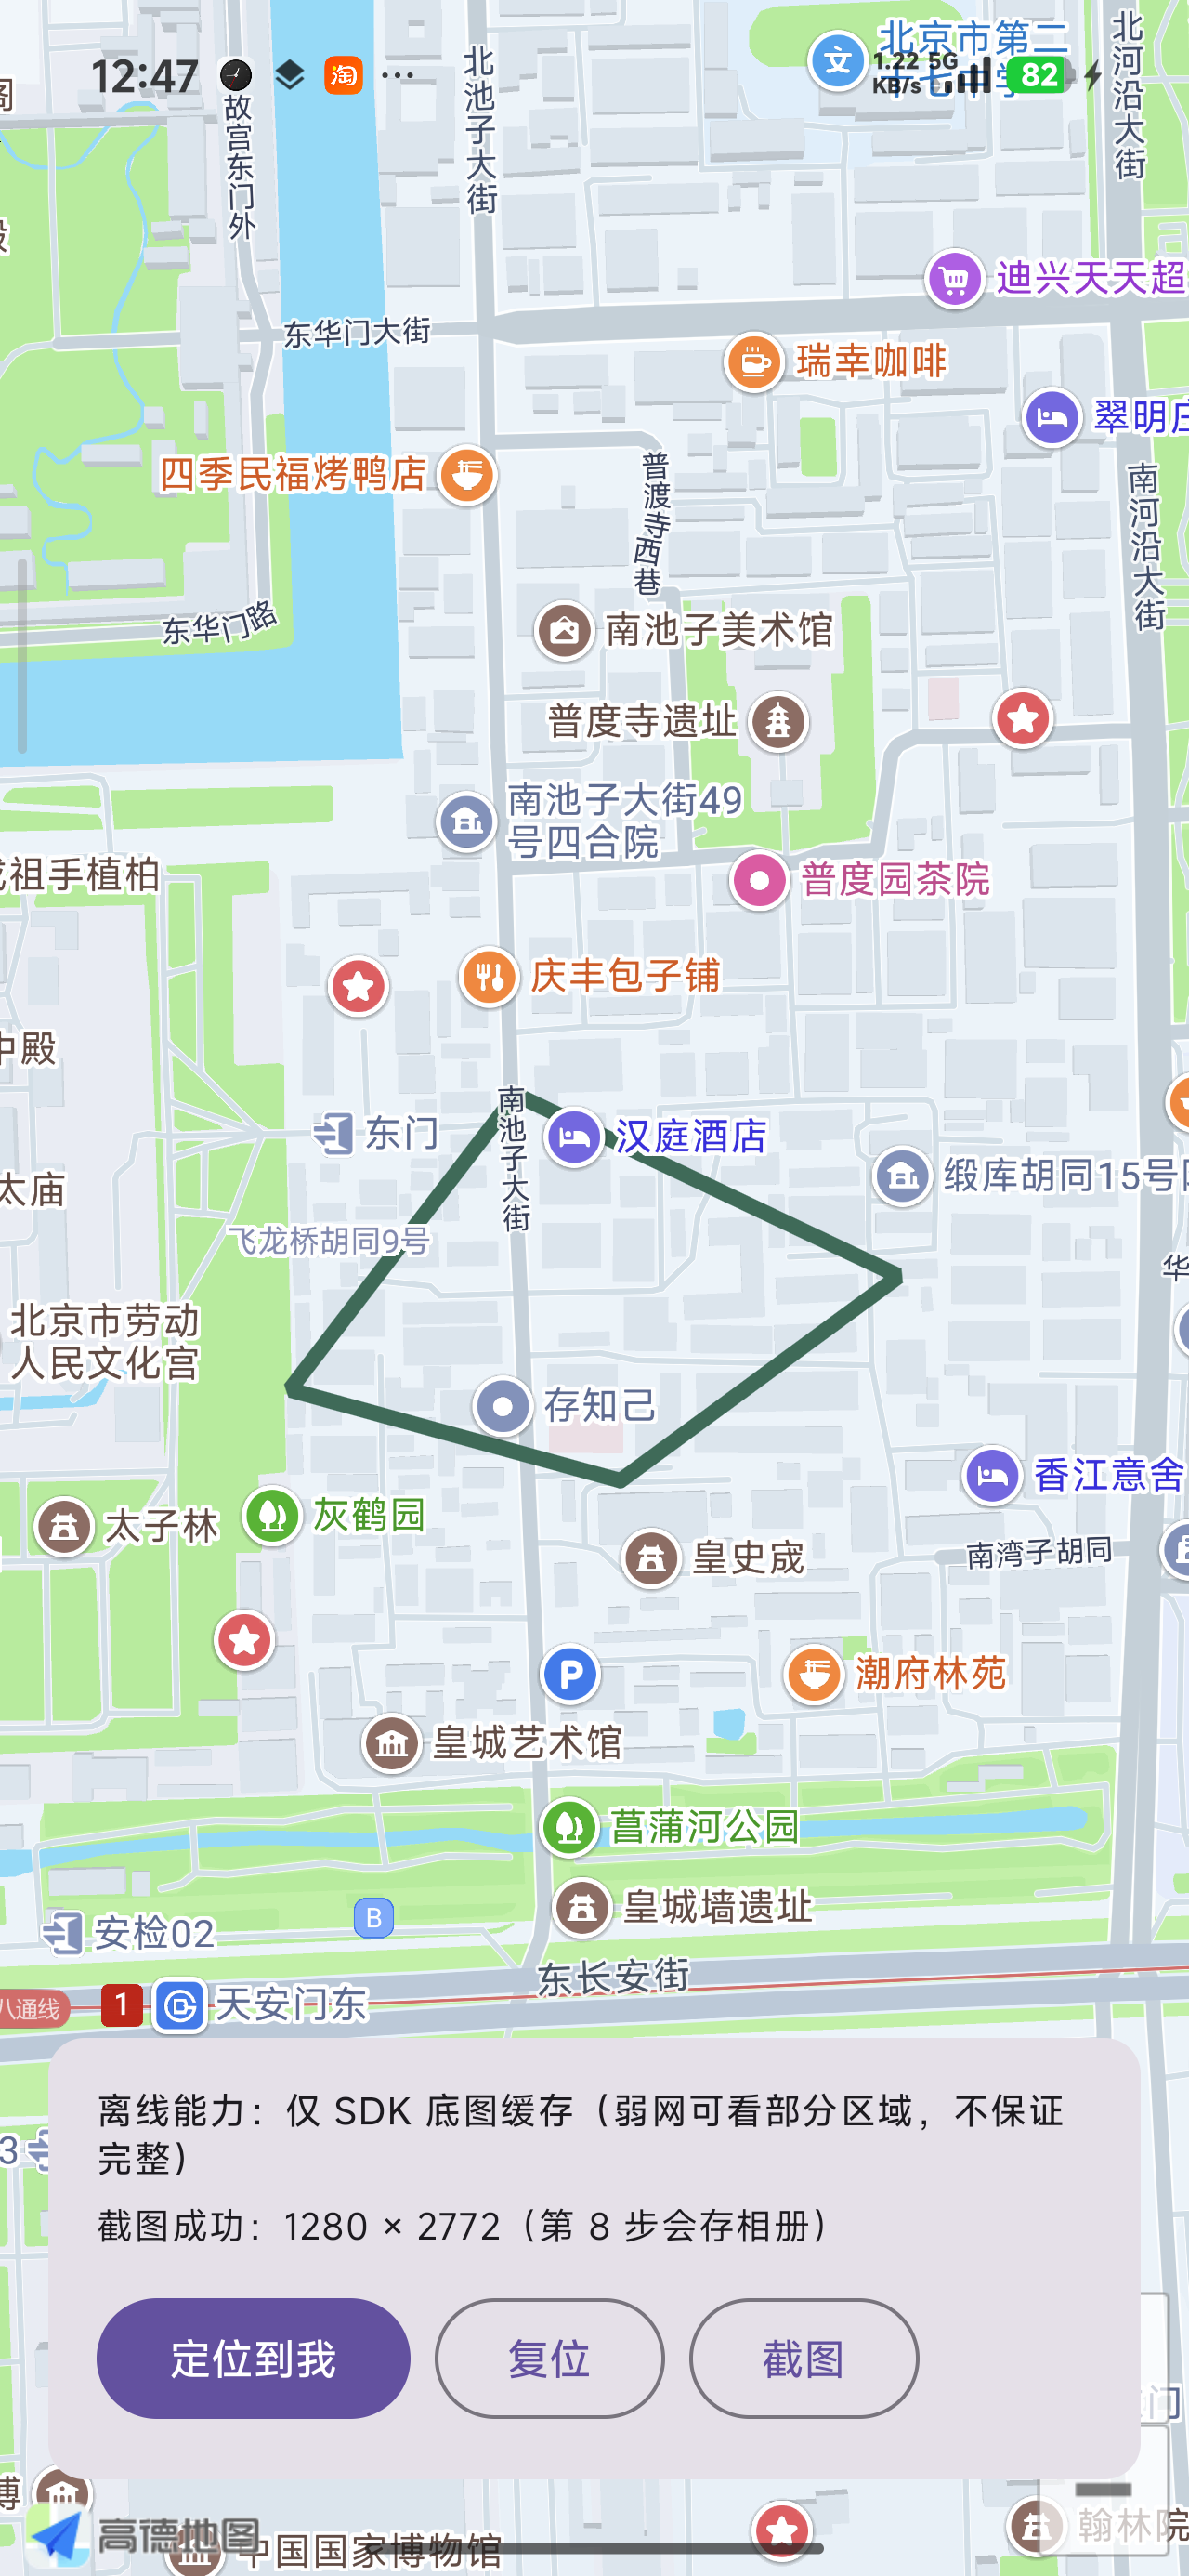 12:47
淘
1.22 5G
KB/s
82
北池子大街
故宫东门外
文
北京市第二
十七中学
北河沿大街
迪兴天天超
东华门大街
瑞幸咖啡
翠明庄
四季民福烤鸭店
普渡寺西巷
南河沿大街
东华门路
南池子美术馆
普度寺遗址
南池子大街49
号四合院
成祖手植柏
普度园茶院
庆丰包子铺
中殿
南池子大街
东门
汉庭酒店
太庙
缎库胡同15号
飞龙桥胡同9号
华
北京市劳动
人民文化宫
存知己
香江意舍
太子林
灰鹤园
皇史宬
南湾子胡同
P
潮府林苑
皇城艺术馆
菖蒲河公园
皇城墙遗址
B
安检02
东长安街
八通线
1
天安门东
离线能力：仅 SDK 底图缓存（弱网可看部分区域，不保证
完整）
3
截图成功：1280 × 2772（第 8 步会存相册）
定位到我
复位
截图
门
博
高德地图
中国国家博物馆
翰林院